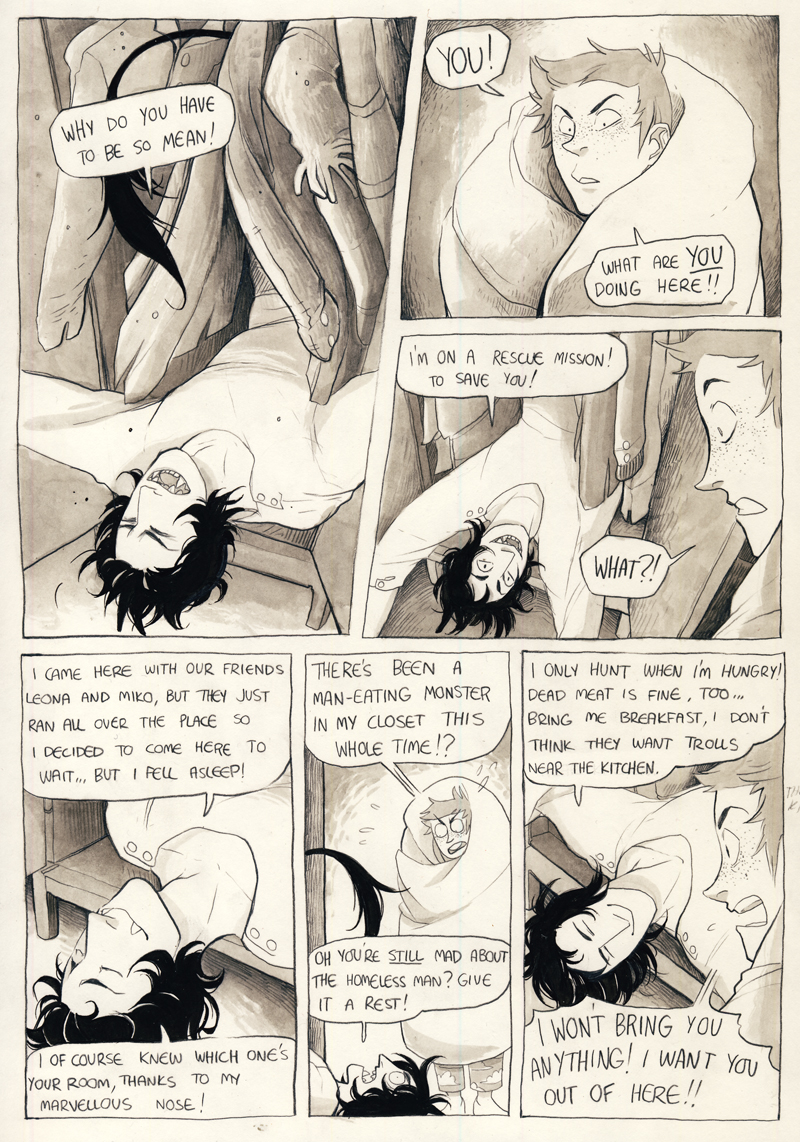 WHY DO YOU HAVE
TO BE SO MEAN!
YOU!
WHAT ARE YOU
DOING HERE!!
I'M ON A RESCUE MISSION!
TO SAVE YOU!
WHAT?!
I CAME HERE WITH OUR FRIENDS
LEONA AND MIKO, BUT THEY JUST
RAN ALL OVER THE PLACE SO
I DECIDED TO COME HERE TO
WAIT... BUT I FELL ASLEEP!
I OF COURSE KNEW WHICH ONE'S
YOUR ROOM, THANKS TO MY
MARVELLOUS NOSE!
THERE'S BEEN A
MAN-EATING MONSTER
IN MY CLOSET THIS
WHOLE TIME!?
OH YOU'RE STILL MAD ABOUT
THE HOMELESS MAN? GIVE
IT A REST!
I ONLY HUNT WHEN I'M HUNGRY!
DEAD MEAT IS FINE, TOO...
BRING ME BREAKFAST, I DON'T
THINK THEY WANT TROLLS
NEAR THE KITCHEN.
I WON'T BRING YOU
ANYTHING! I WANT YOU
OUT OF HERE!!